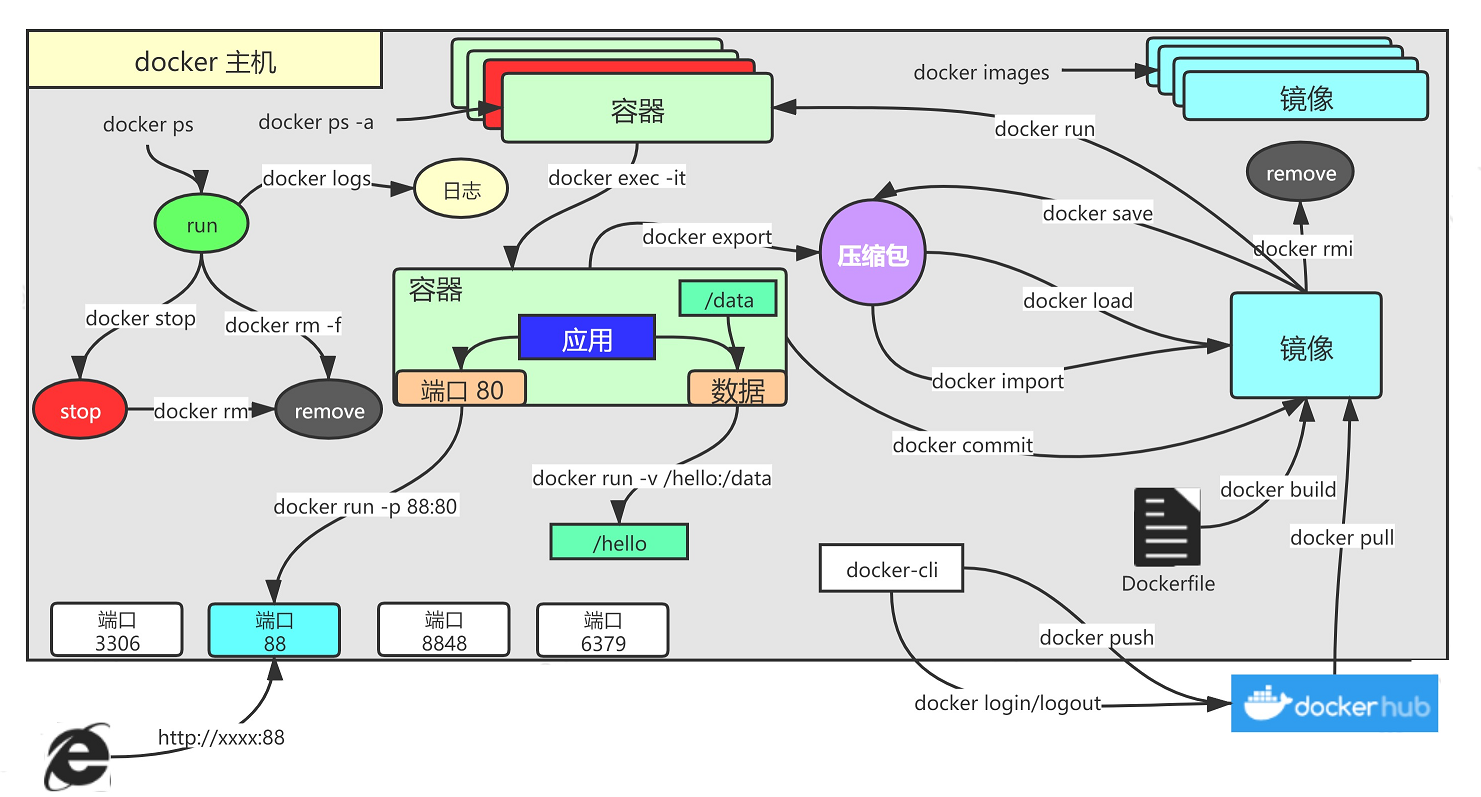 docker 主机
docker images
镜像
容器
docker ps
docker ps -a
docker run
docker logs
日志
docker exec -it
remove
run
docker save
docker export
压缩包
docker rmi
容器
/data
docker load
docker stop
docker rm -f
应用
镜像
端口 80
数据
docker import
stop
docker rm
remove
docker commit
docker run -v /hello:/data
docker build
docker run -p 88:80
/hello
docker pull
docker-cli
Dockerfile
端口
3306
端口
88
端口
8848
端口
6379
docker push
docker login/logout
docker hub
http://xxxx:88